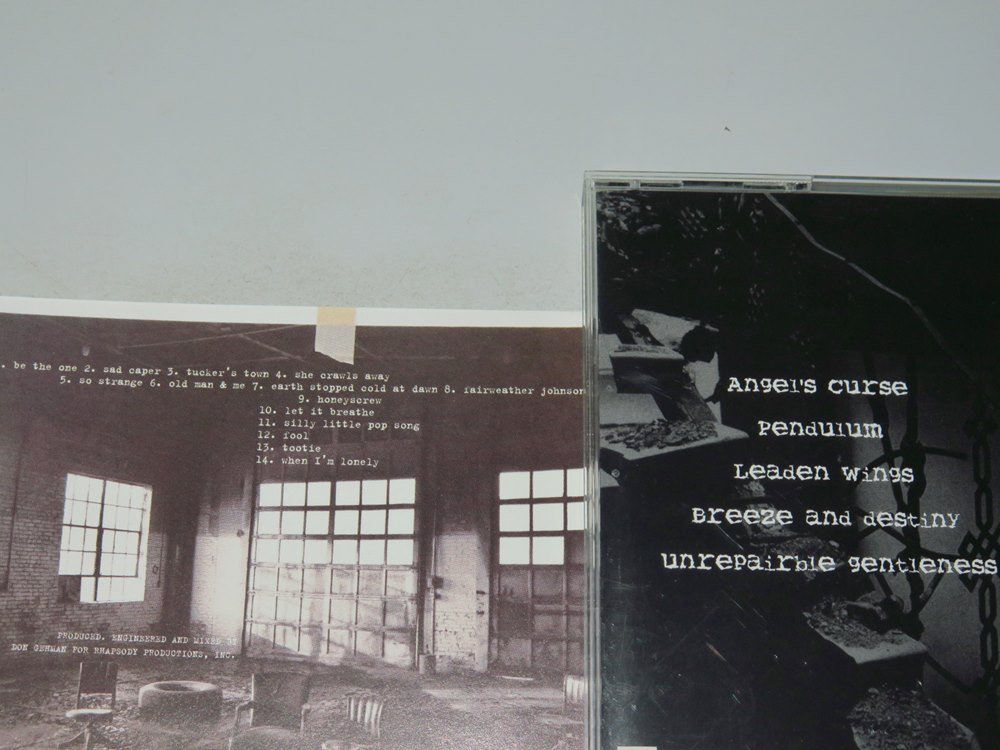 . be the one 2. sad caper 3. tucker's town 4. she crawls away
5. so strange 6. old man & me 7. earth stopped cold at dawn 8. fairweather johnson
9. honeyscrew
10. let it breathe
11. silly little pop song
12. fool
13. tootie
14. when I'm lonely
PRODUCED. ENGINEERED AND MIXED BY
DON GEHMAN FOR RHAPSODY PRODUCTIONS, INC.
Angel's curse
Pendulum
Leaden wings
Breeze and destiny
unrepairble gentleness